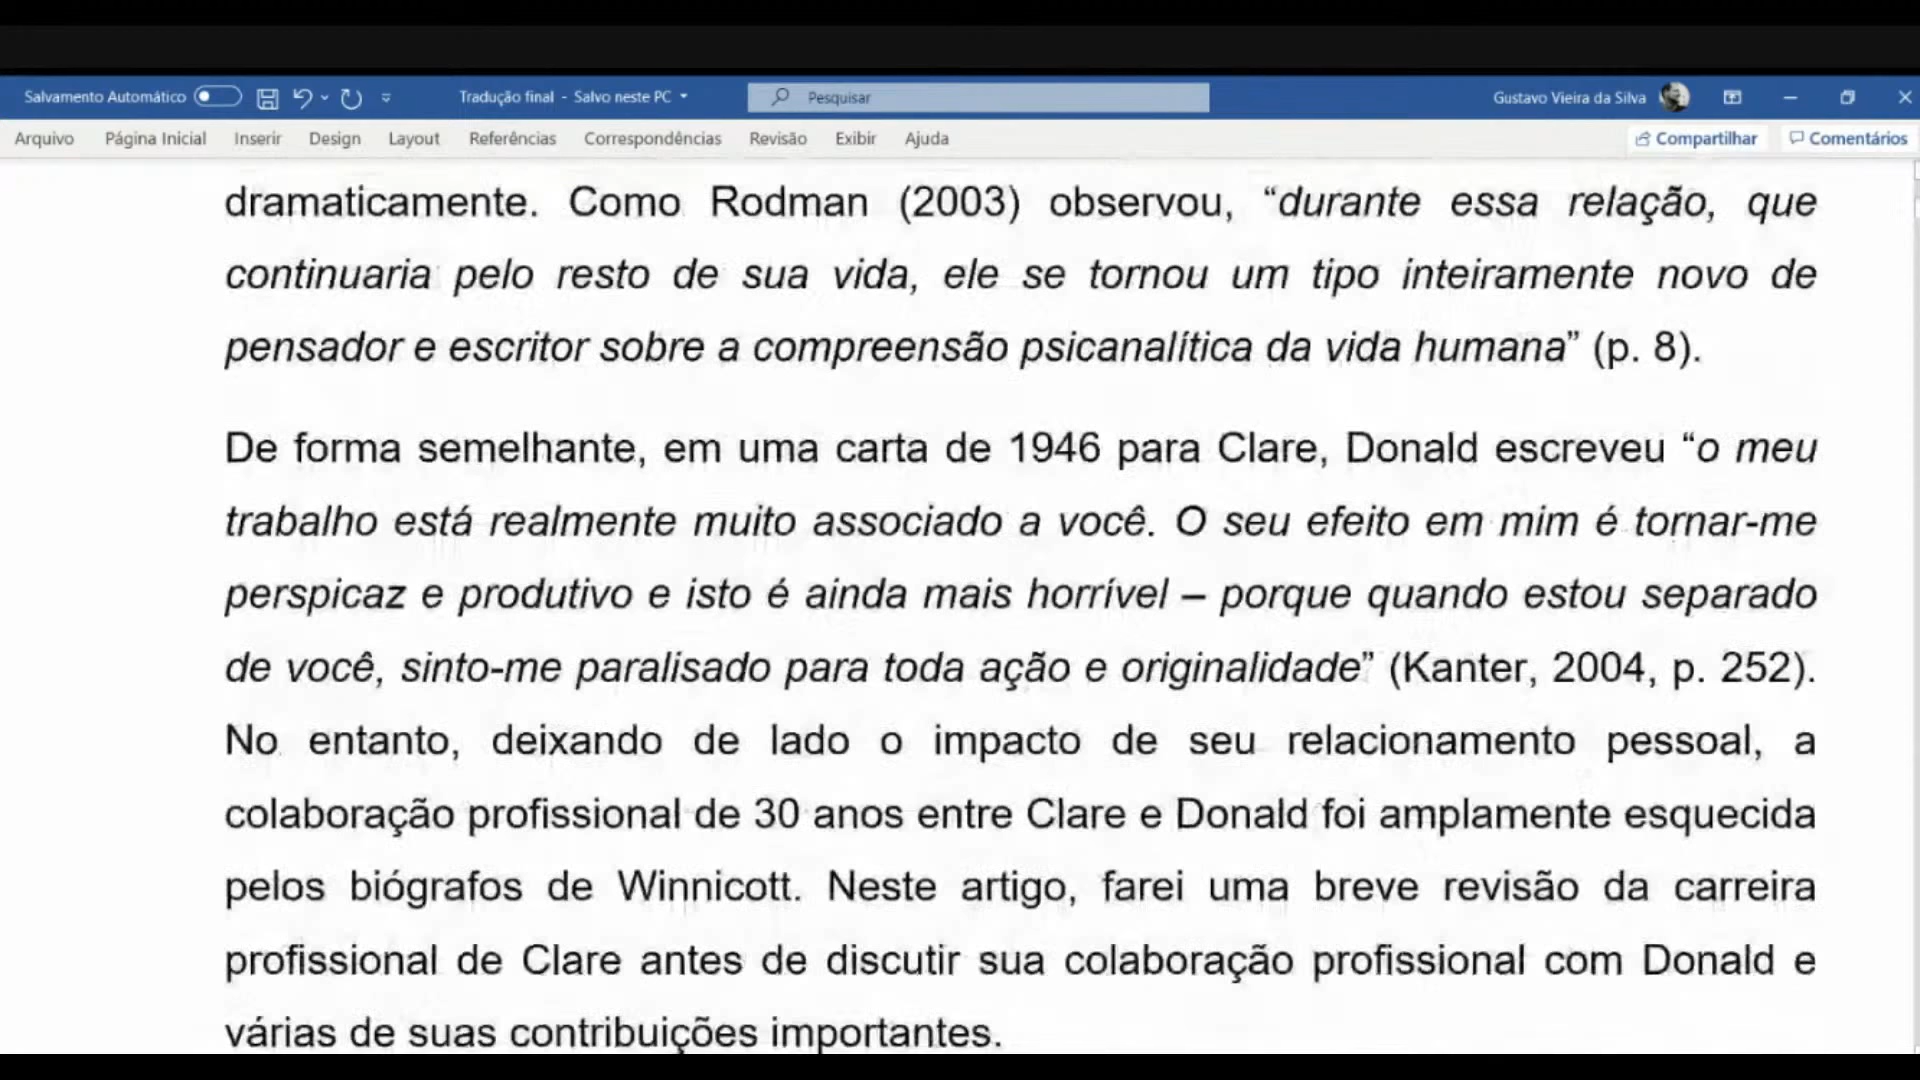 Salvamento Automático
Tradução final - Salvo neste PC
Pesquisar
Gustavo Vieira da Silva
Arquivo Página Inicial Inserir Design Layout Referências Correspondências Revisão Exibir Ajuda
Compartilhar Comentários
dramaticamente. Como Rodman (2003) observou, “durante essa relação, que
continuaria pelo resto de sua vida, ele se tornou um tipo inteiramente novo de
pensador e escritor sobre a compreensão psicanalítica da vida humana” (p. 8).
De forma semelhante, em uma carta de 1946 para Clare, Donald escreveu “o meu
trabalho está realmente muito associado a você. O seu efeito em mim é tornar-me
perspicaz e produtivo e isto é ainda mais horrível – porque quando estou separado
de você, sinto-me paralisado para toda ação e originalidade” (Kanter, 2004, p. 252).
No entanto, deixando de lado o impacto de seu relacionamento pessoal, a
colaboração profissional de 30 anos entre Clare e Donald foi amplamente esquecida
pelos biógrafos de Winnicott. Neste artigo, farei uma breve revisão da carreira
profissional de Clare antes de discutir sua colaboração profissional com Donald e
várias de suas contribuições importantes.